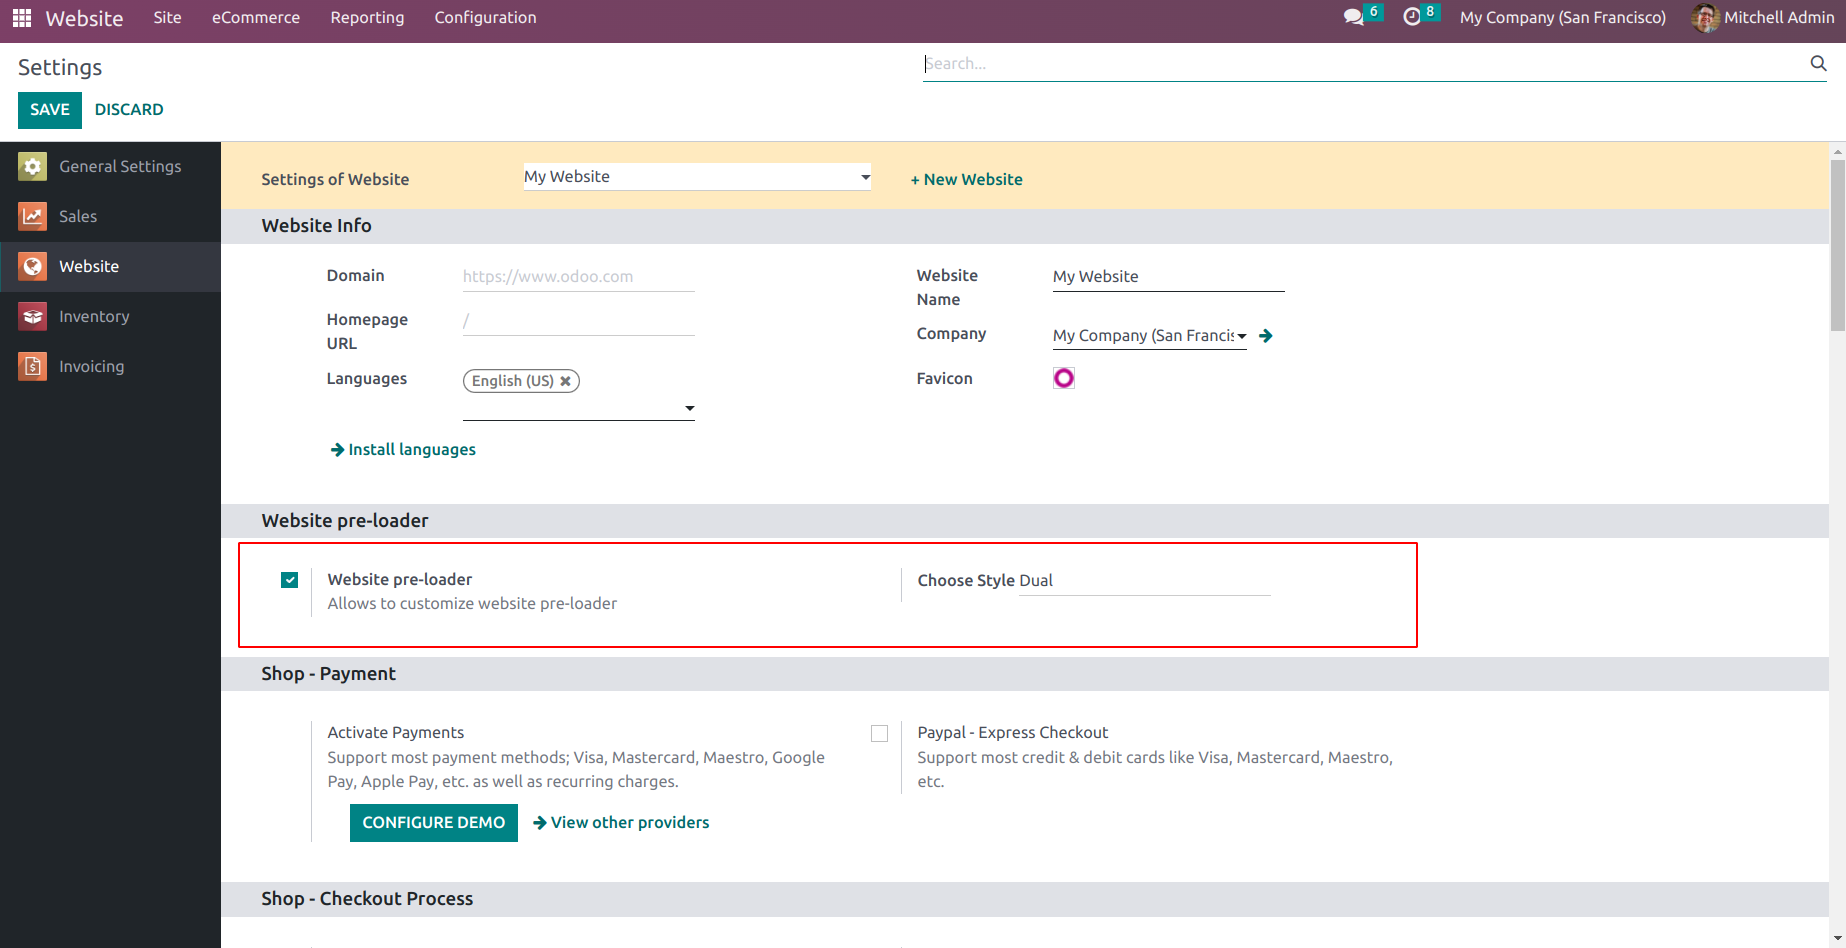 Website Site eCommerce Reporting Configuration 6 8 My Company (San Francisco) Mitchell Admin
Settings
Search...
SAVE DISCARD
General Settings
Sales
Website
Inventory
Invoicing
Settings of Website My Website + New Website
Website Info
Domain https://www.odoo.com
Homepage
URL /
Languages English (US)
Install languages
Website
Name My Website
Company My Company (San Francis
Favicon
Website pre-loader
Website pre-loader
Allows to customize website pre-loader
Choose Style Dual
Shop - Payment
Activate Payments
Support most payment methods; Visa, Mastercard, Maestro, Google
Pay, Apple Pay, etc. as well as recurring charges.
CONFIGURE DEMO View other providers
Paypal - Express Checkout
Support most credit & debit cards like Visa, Mastercard, Maestro,
etc.
Shop - Checkout Process